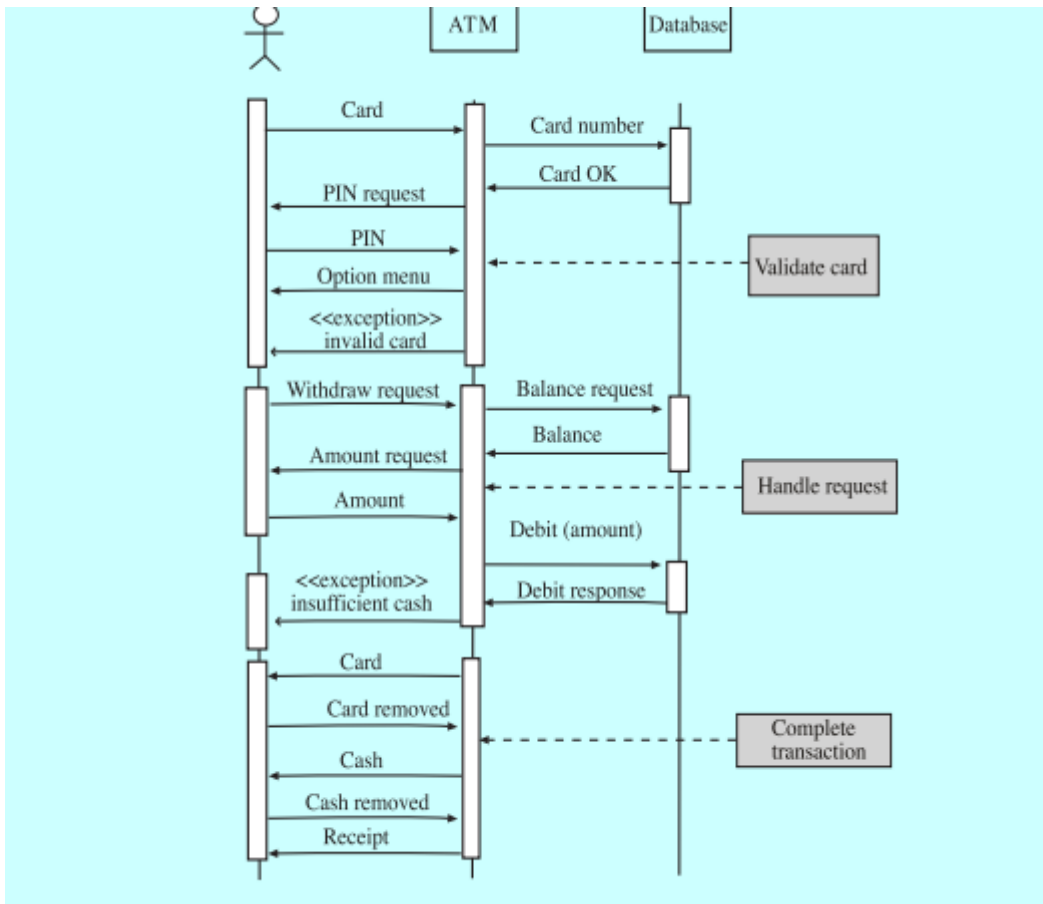 ATM
Database
Card
Card number
Card OK
PIN request
PIN
Validate card
Option menu
<<exception>>
invalid card
Withdraw request
Balance request
Balance
Amount request
Handle request
Amount
Debit (amount)
<<exception>>
insufficient cash
Debit response
Card
Card removed
Complete
transaction
Cash
Cash removed
Receipt